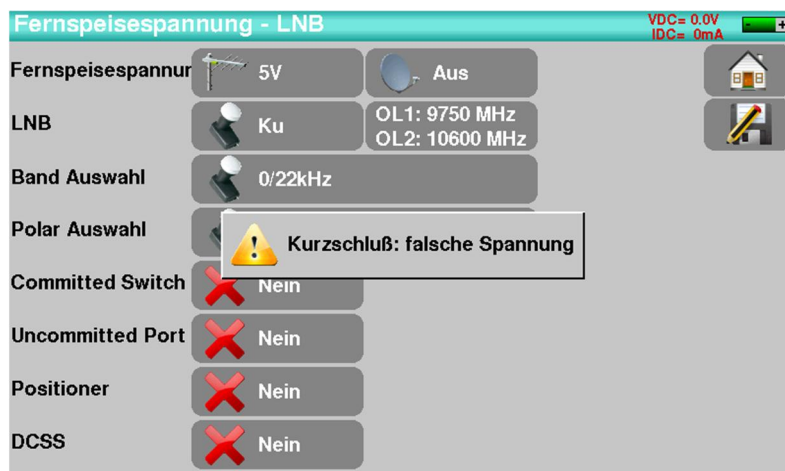 Fernspeisespannung - LNB
VDC= 0.0V
IDC= 0mA
Fernspeisespannur 5V Aus
LNB Ku OL1: 9750 MHz
OL2: 10600 MHz
Band Auswahl 0/22kHz
Polar Auswahl
Kurzschluß: falsche Spannung
Committed Switch Nein
Uncommitted Port Nein
Positioner Nein
DCSS Nein